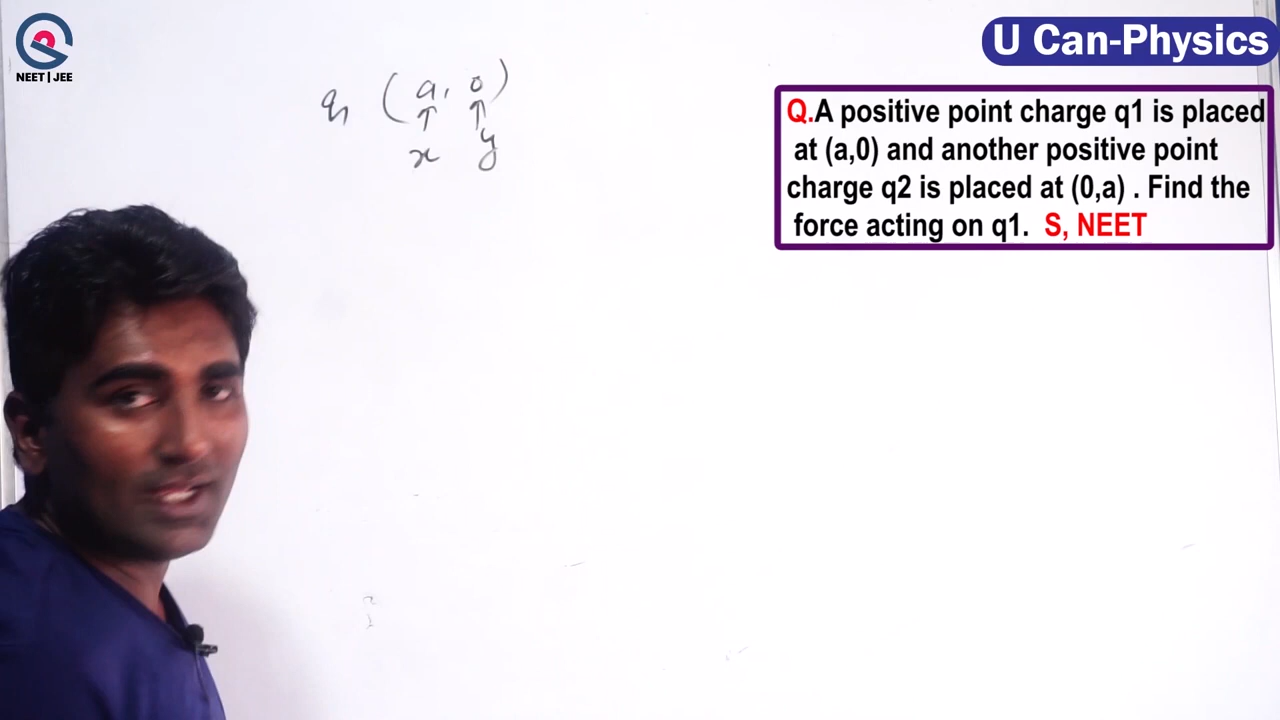 NEET | JEE
U Can-Physics
q1 (a, 0)
↑ ↑
x y
Q.A positive point charge q1 is placed
at (a,0) and another positive point
charge q2 is placed at (0,a) . Find the
force acting on q1. S, NEET